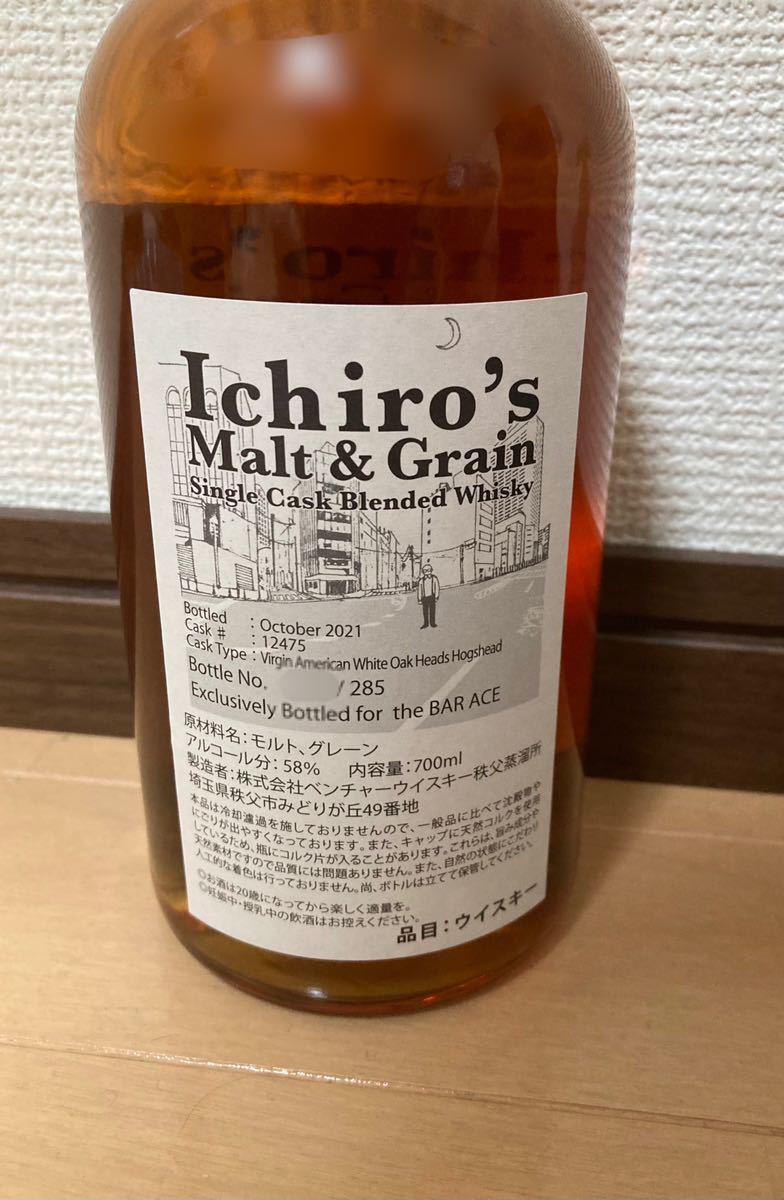 Ichiro's
Malt & Grain
Single Cask Blended Whisky
Bottled : October 2021
Cask # : 12475
Cask Type : Virgin American White Oak Heads Hogshead
Bottle No. / 285
Exclusively Bottled for the BAR ACE
原材料名：モルト、グレーン
アルコール分：58% 内容量：700ml
製造者：株式会社ベンチャーウイスキー秩父蒸溜所
埼玉県秩父市みどりが丘49番地
本品は冷却濾過を施しておりませんので、一般品に比べて沈殿物や
にごりが出やすくなっております。また、キャップに天然コルクを使用
しているため、瓶にコルク片が入ることがあります。これらは、旨み成分や
天然素材ですので品質には問題ありません。また、自然の状態にこだわり
人工的な着色は行っておりません。尚、ボトルは立てて保管してください。
◎お酒は20歳になってから楽しく適量を。
◎妊娠中・授乳中の飲酒はお控えください。
品目：ウイスキー